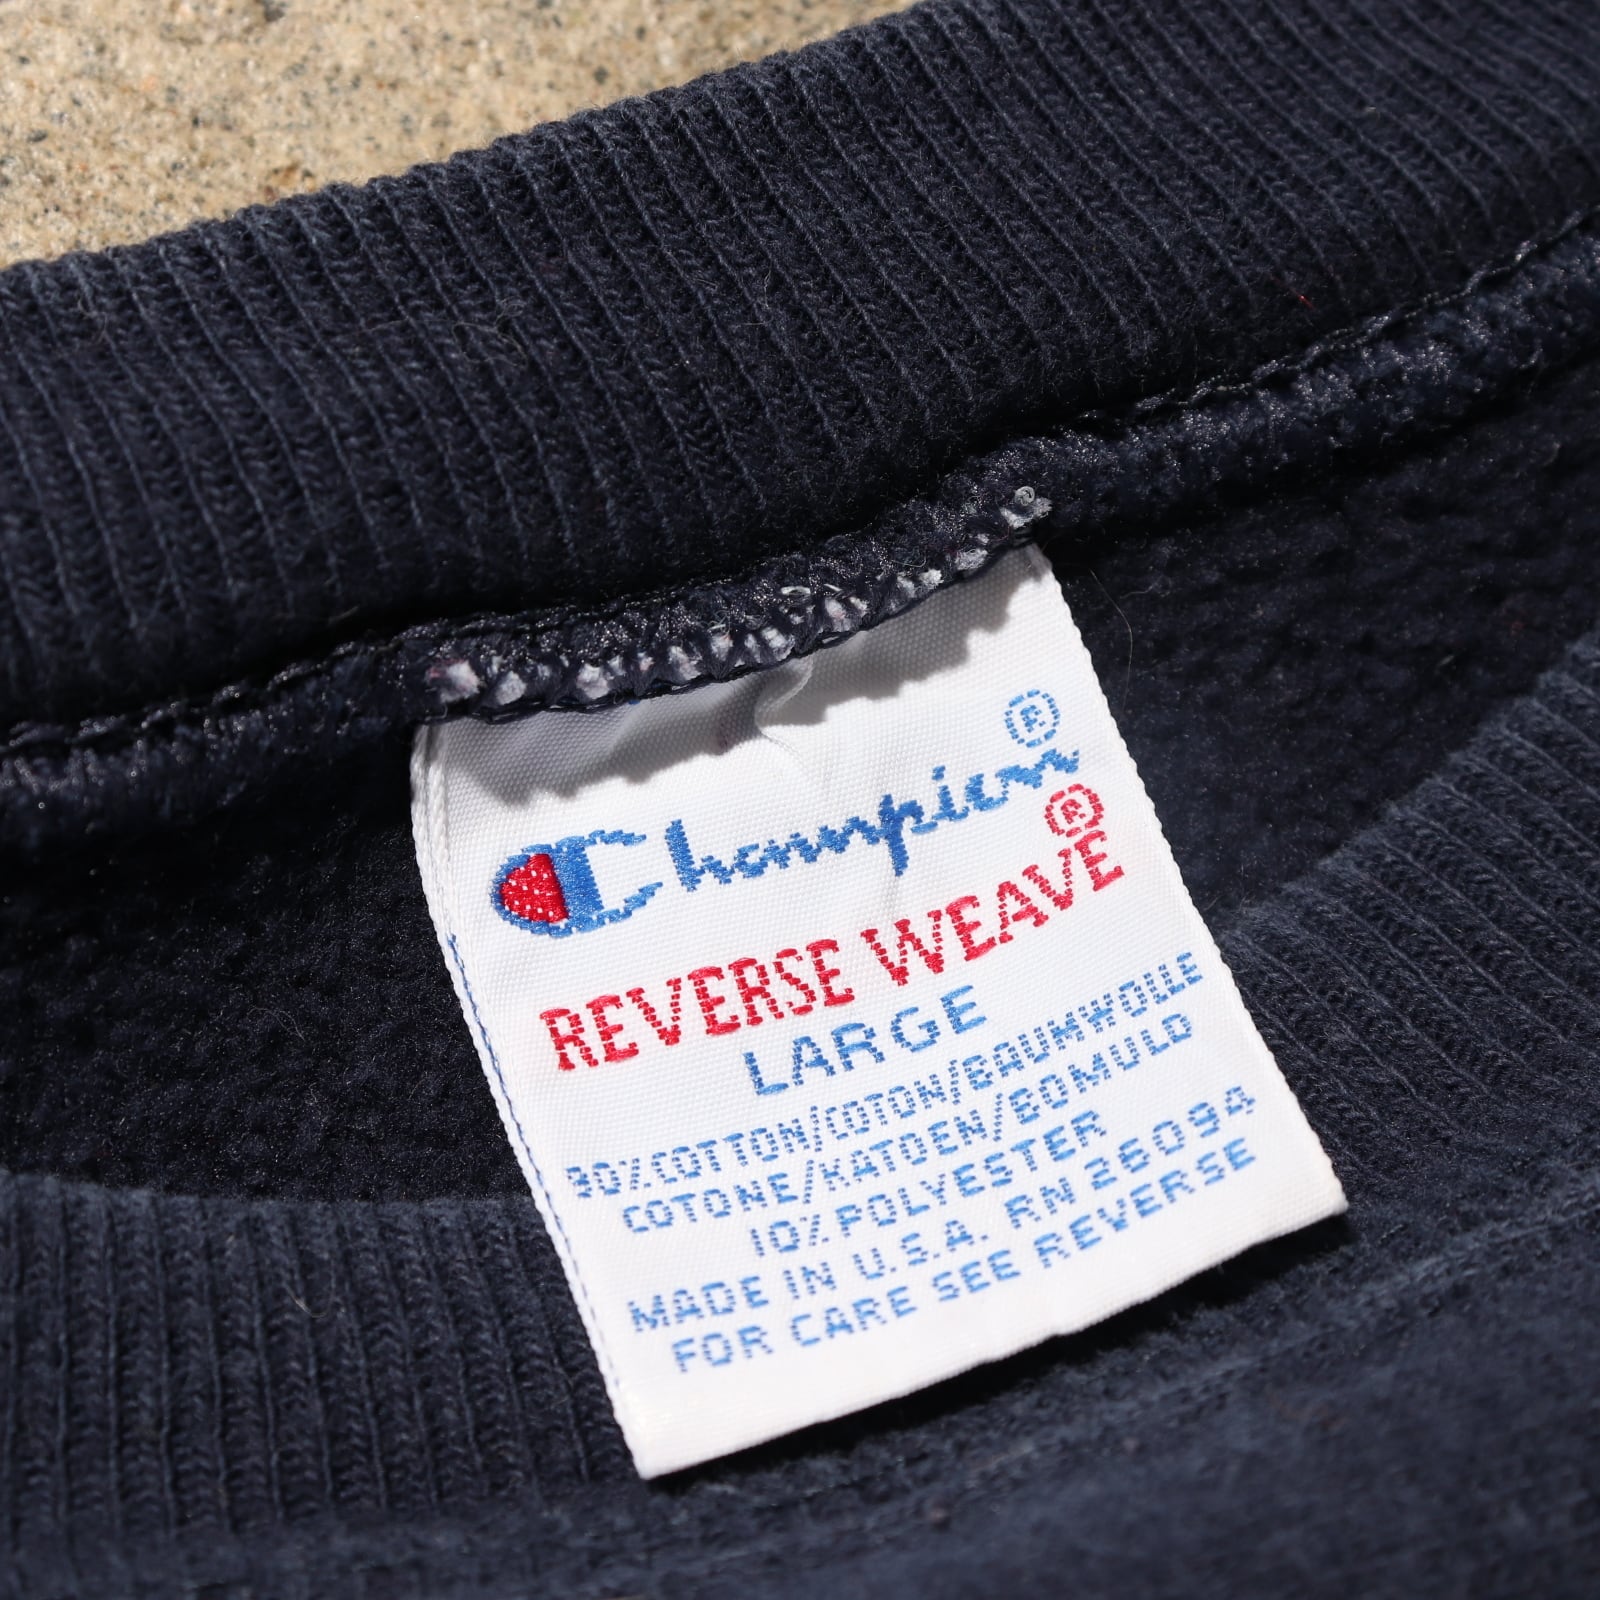 Champion®
REVERSE WEAVE®
LARGE
90% COTTON/COTON/BAUMWOLLE
COTONE/KATOEN/BOMULD
10% POLYESTER
MADE IN U.S.A. RN 26094
FOR CARE SEE REVERSE